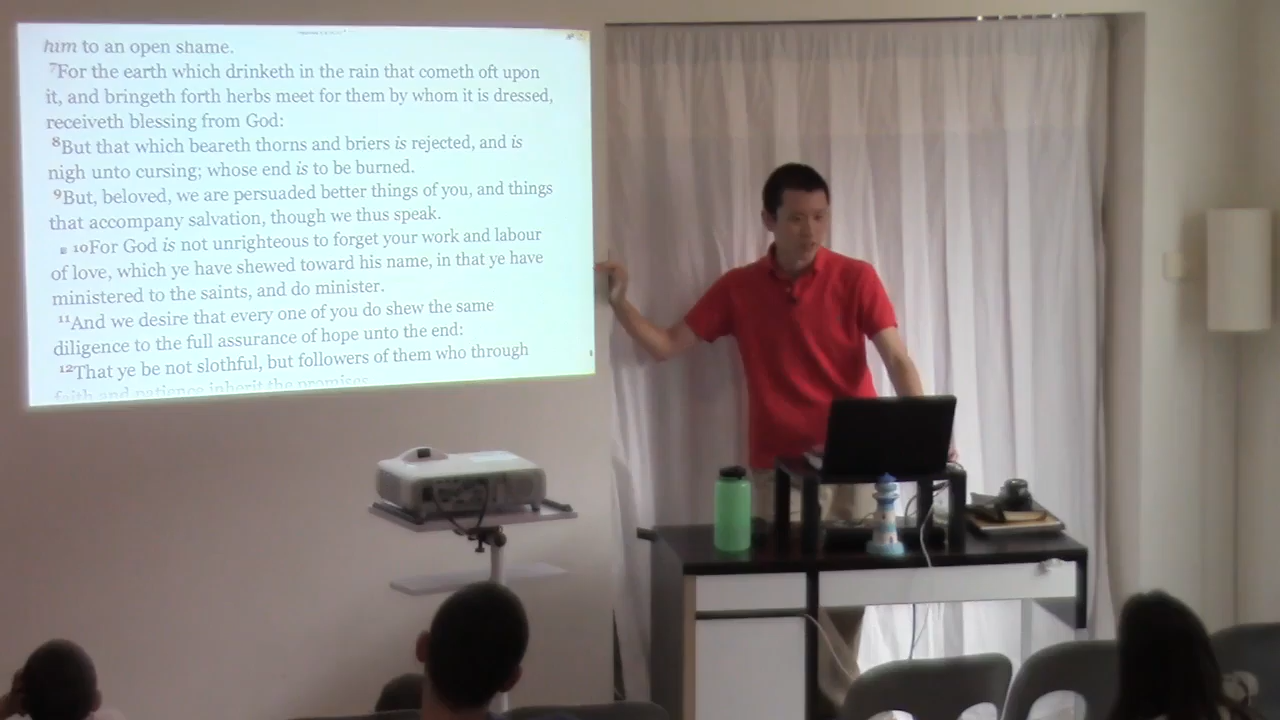 him to an open shame.
7For the earth which drinketh in the rain that cometh oft upon
it, and bringeth forth herbs meet for them by whom it is dressed,
receiveth blessing from God:
8But that which beareth thorns and briers is rejected, and is
nigh unto cursing; whose end is to be burned.
9But, beloved, we are persuaded better things of you, and things
that accompany salvation, though we thus speak.
10For God is not unrighteous to forget your work and labour
of love, which ye have shewed toward his name, in that ye have
ministered to the saints, and do minister.
11And we desire that every one of you do shew the same
diligence to the full assurance of hope unto the end:
12That ye be not slothful, but followers of them who through
faith and patience inherit the promises